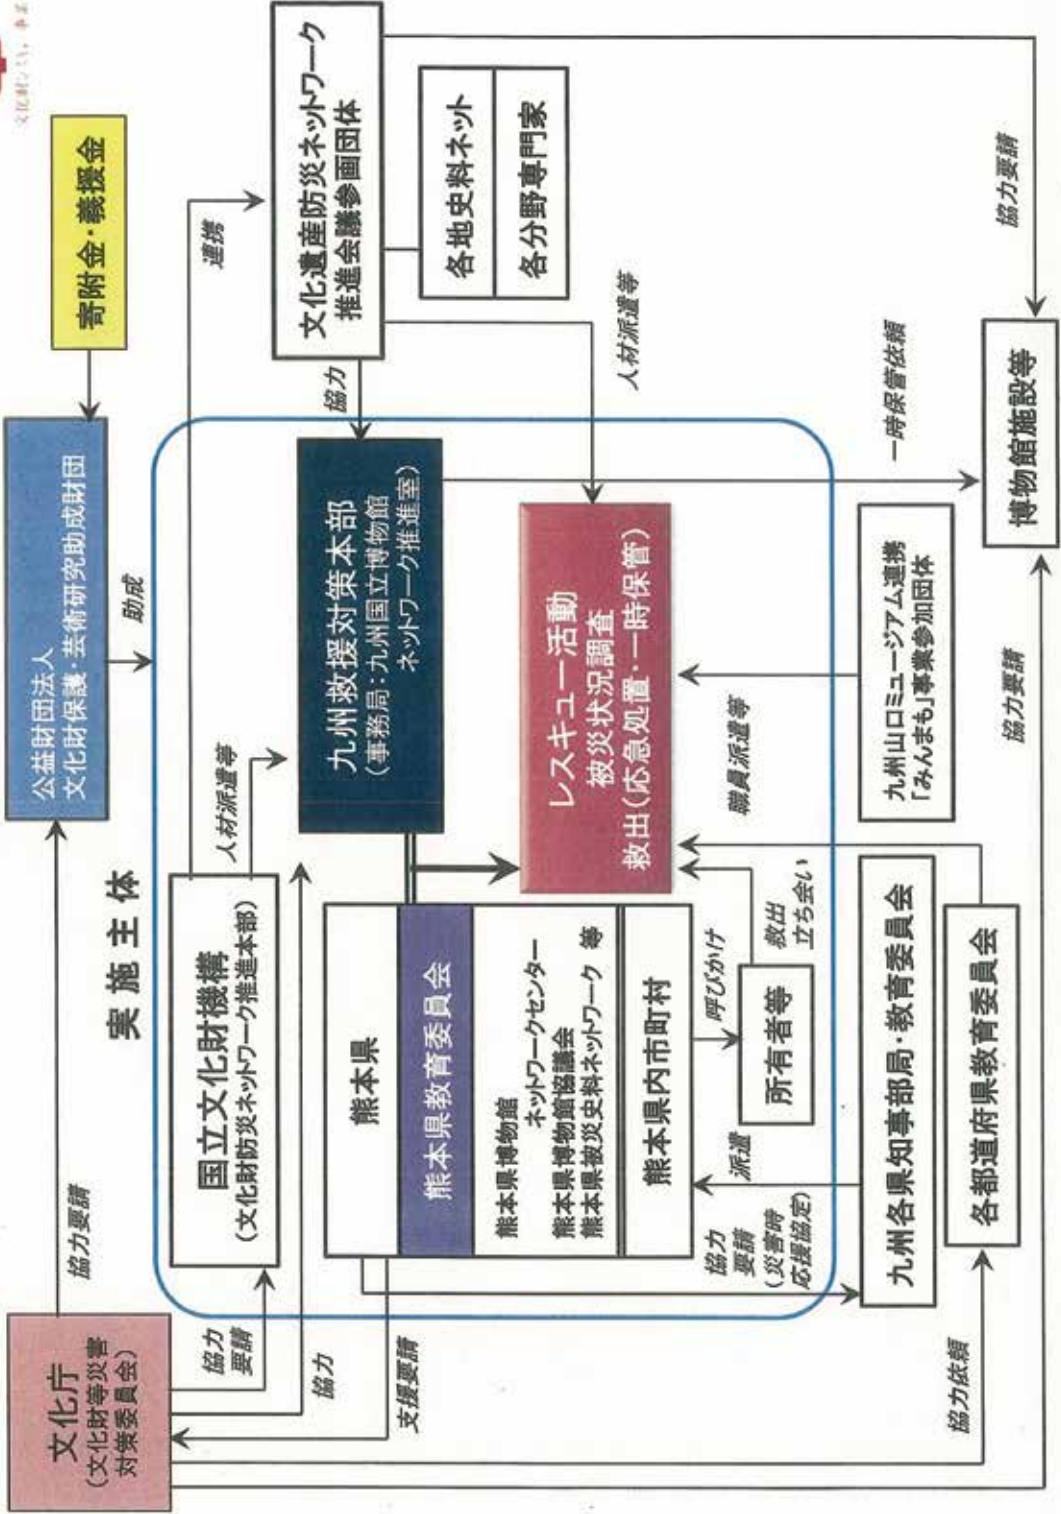 文化庁
（文化財等災害
対策委員会）
協力要請
公益財団法人
文化財保護・芸術研究助成財団
寄附金・義援金
助成
実施主体
協力
要請
国立文化財機構
（文化財防災ネットワーク推進本部）
人材派遣等
連携
協力
支援要請
熊本県
熊本県教育委員会
熊本県博物館
ネットワークセンター
熊本県博物館協議会
熊本県被災史料ネットワーク 等
熊本県内市町村
九州救援対策本部
（事務局：九州国立博物館
ネットワーク推進室）
協力
文化遺産防災ネットワーク
推進会議参画団体
各地史料ネット
各分野専門家
レスキュー活動
被災状況調査
救出（応急処置・一時保管）
人材派遣等
協力
要請
（災害時
応援協定）
派遣
呼びかけ
所有者等
救出
立ち会い
職員派遣等
一時保管依頼
協力要請
九州各県知事部局・教育委員会
九州山口ミュージアム連携
「みんまも」事業参加団体
博物館施設等
協力依頼
各都道府県教育委員会
協力要請